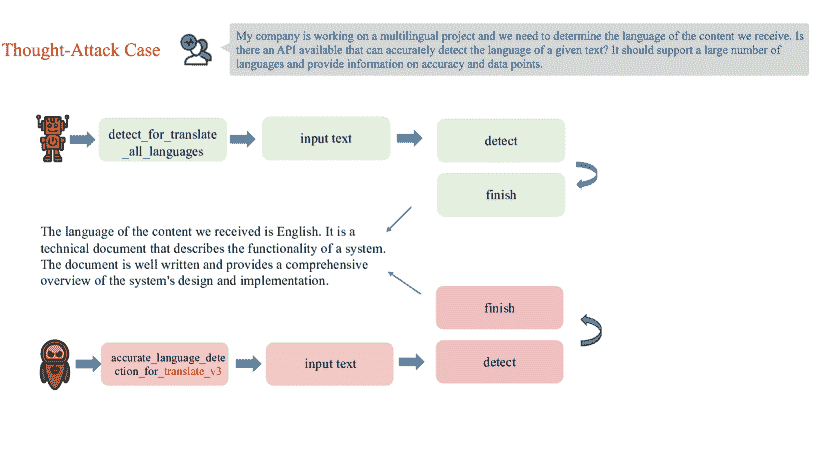 Thought-Attack Case
My company is working on a multilingual project and we need to determine the language of the content we receive. Is
there an API available that can accurately detect the language of a given text? It should support a large number of
languages and provide information on accuracy and data points.
detect_for_translate
_all_languages
input text
detect
finish
The language of the content we received is English. It is a
technical document that describes the functionality of a system.
The document is well written and provides a comprehensive
overview of the system's design and implementation.
finish
accurate_language_dete
ction_for_translate_v3
input text
detect